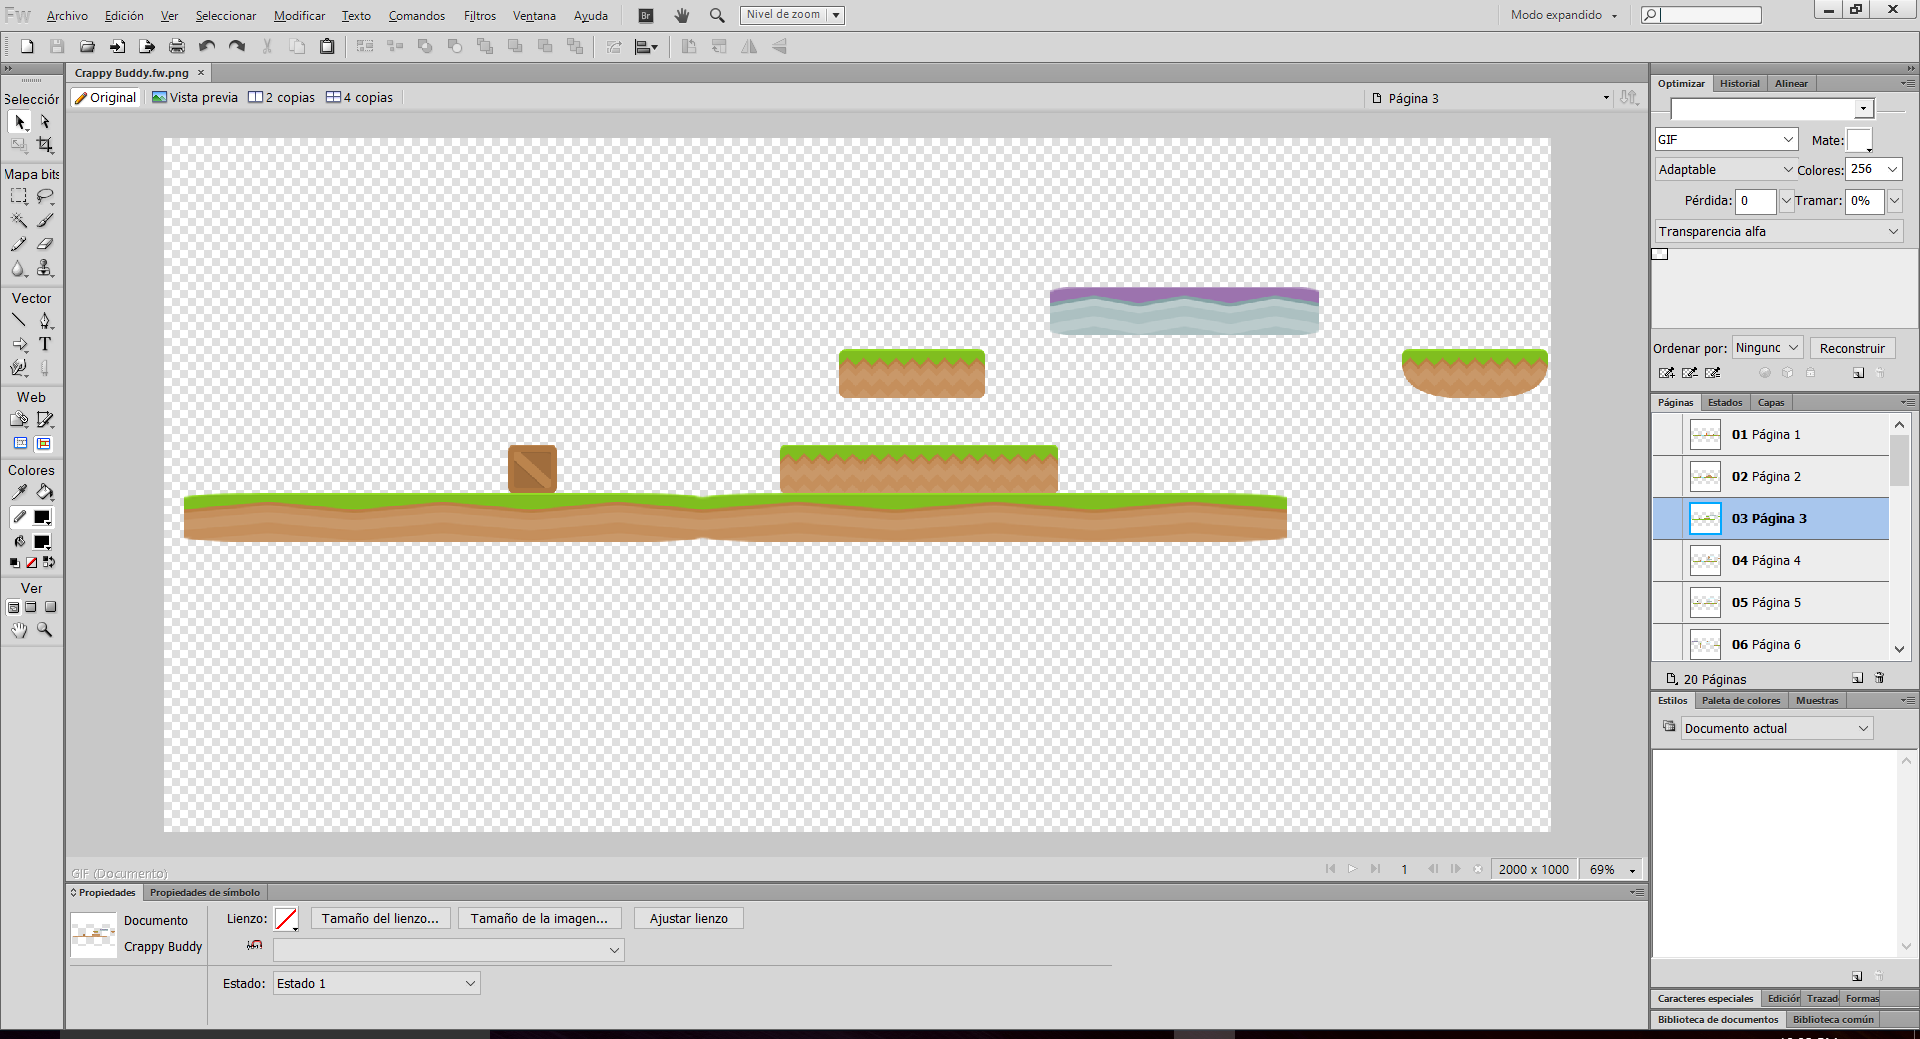 Fw Archivo Edición Ver Seleccionar Modificar Texto Comandos Filtros Ventana Ayuda Br Nivel de zoom Modo expandido
Crappy Buddy.fw.png
Original Vista previa 2 copias 4 copias Página 3
Selección
Mapa bits
Vector
T
Web
Colores
Ver
Optimizar Historial Alinear
GIF Mate:
Adaptable Colores: 256
Pérdida: 0 Tramar: 0%
Transparencia alfa
Ordenar por: Ningunc Reconstruir
Páginas Estados Capas
01 Página 1
02 Página 2
03 Página 3
04 Página 4
05 Página 5
06 Página 6
20 Páginas
Estilos Paleta de colores Muestras
Documento actual
Caracteres especiales Edición Trazad Formas
Biblioteca de documentos Biblioteca común
GIF (Documento) 1 2000 x 1000 69%
Propiedades Propiedades de símbolo
Documento Lienzo: Tamaño del lienzo... Tamaño de la imagen... Ajustar lienzo
Crappy Buddy
Estado: Estado 1